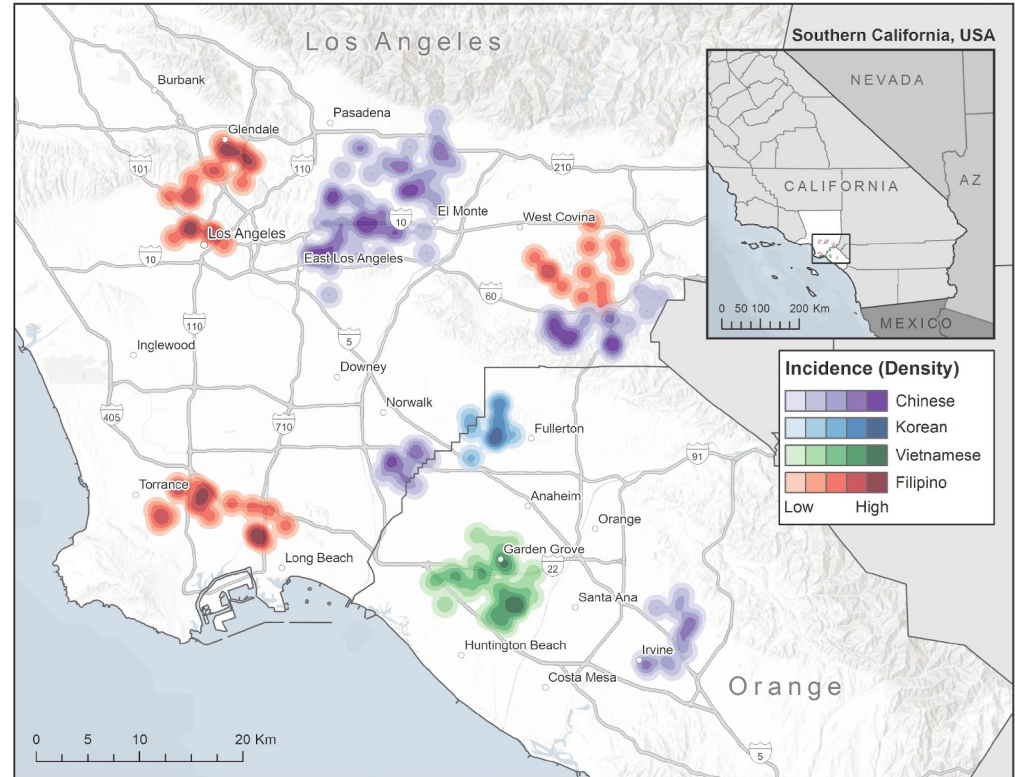 Los Angeles
Southern California, USA
NEVADA
CALIFORNIA
AZ
MEXICO
0 50 100 200 Km
Burbank
Pasadena
Glendale
101
110
210
El Monte
West Covina
10
Los Angeles
East Los Angeles
10
60
110
5
Inglewood
Downey
Norwalk
405
710
Fullerton
91
Torrance
Anaheim
Orange
Long Beach
Garden Grove
22
Santa Ana
Huntington Beach
Irvine
Costa Mesa
Orange
5
Incidence (Density)
Chinese
Korean
Vietnamese
Filipino
Low High
0 5 10 20 Km